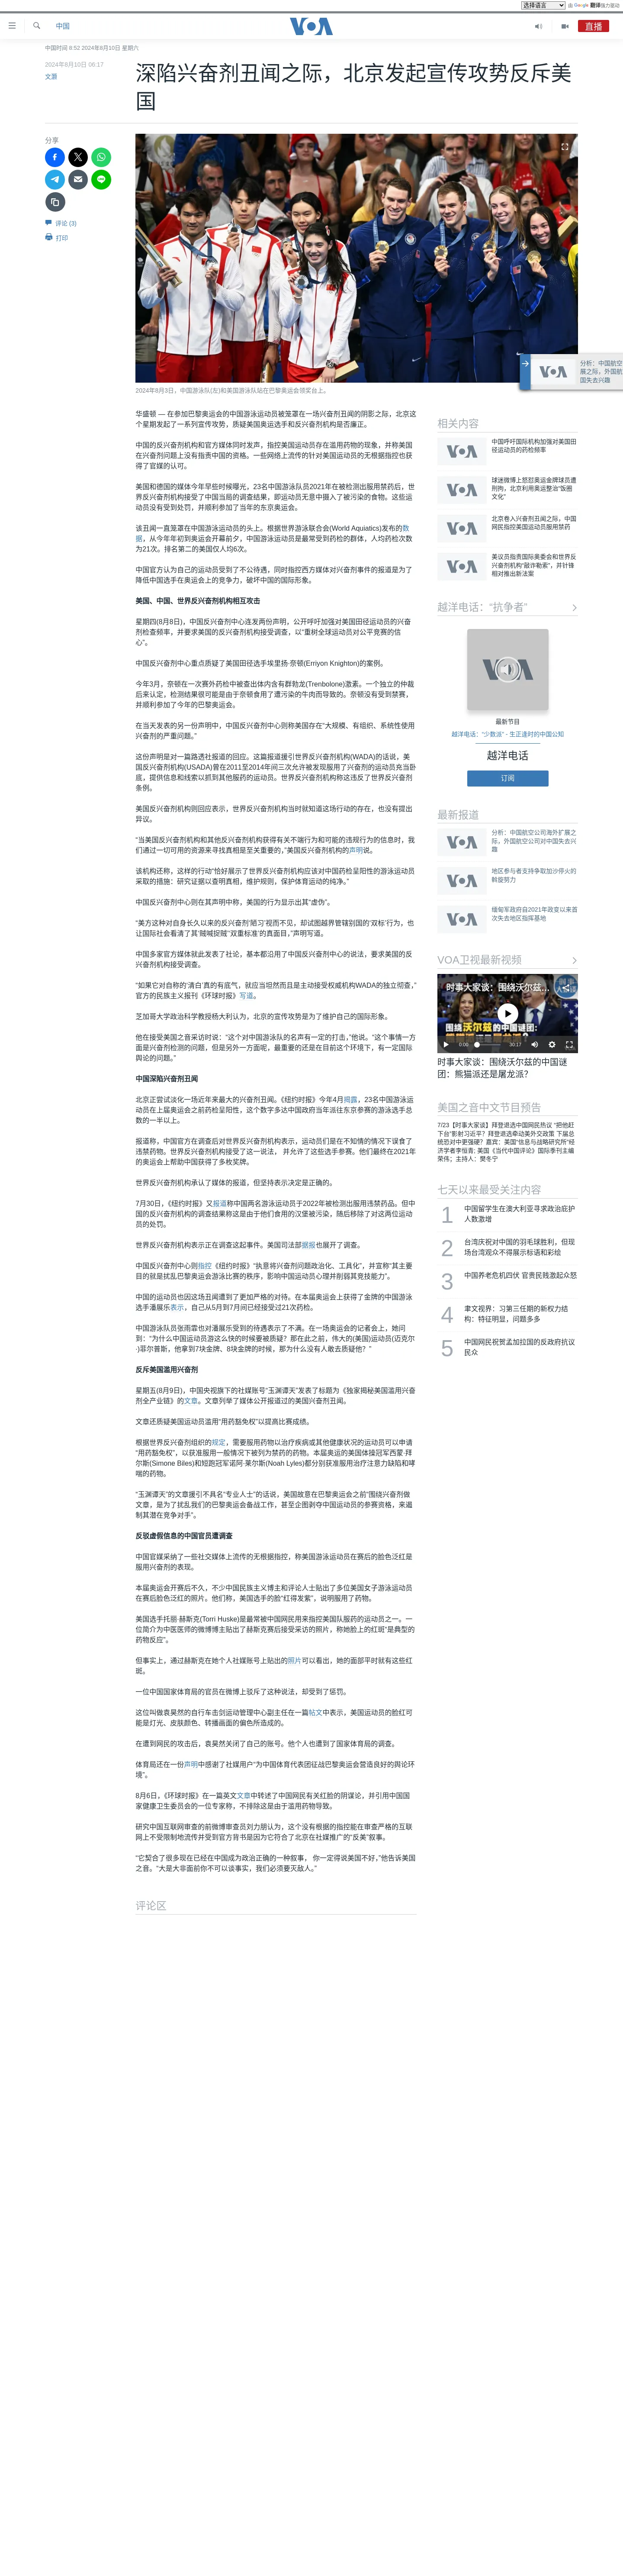 选择语言 由 Google 翻译强力驱动
中国
VOA
直播
中国时间 8:52 2024年8月10日 星期六
2024年8月10日 06:17
文灏
深陷兴奋剂丑闻之际，北京发起宣传攻势反斥美
国
分享
评论 (3)
打印
2024年8月3日，中国游泳队(左)和美国游泳队站在巴黎奥运会领奖台上。
分析：中国航空
展之际，外国航
国失去兴趣
华盛顿 — 在参加巴黎奥运会的中国游泳运动员被笼罩在一场兴奋剂丑闻的阴影之际，北京这
个星期发起了一系列宣传攻势，质疑美国奥运选手和反兴奋剂机构是否廉正。
中国的反兴奋剂机构和官方媒体同时发声，指控美国运动员存在滥用药物的现象，并称美国
在兴奋剂问题上没有指责中国的资格。一些网络上流传的针对美国运动员的无根据指控也获
得了官媒的认可。
美国和德国的媒体今年早些时候曝光，23名中国游泳队员2021年在被检测出服用禁药后，世
界反兴奋剂机构接受了中国当局的调查结果，即运动员无意中摄入了被污染的食物。这些运
动员没有受到处罚，并顺利参加了当年的东京奥运会。
该丑闻一直笼罩在中国游泳运动员的头上。根据世界游泳联合会(World Aquatics)发布的数
据，从今年年初到奥运会开幕前夕，中国游泳运动员是最常受到药检的群体，人均药检次数
为21次。排名第二的美国仅人均6次。
中国官方认为自己的运动员受到了不公待遇，同时指控西方媒体对兴奋剂事件的报道是为了
降低中国选手在奥运会上的竞争力，破坏中国的国际形象。
美国、中国、世界反兴奋剂机构相互攻击
星期四(8月8日)，中国反兴奋剂中心连发两份声明，公开呼吁加强对美国田径运动员的兴奋
剂检查频率，并要求美国的反兴奋剂机构接受调查，以“重树全球运动员对公平竞赛的信
心”。
中国反兴奋剂中心重点质疑了美国田径选手埃里扬·奈顿(Erriyon Knighton)的案例。
今年3月，奈顿在一次赛外药检中被查出体内含有群勃龙(Trenbolone)激素。一个独立的仲裁
后来认定，检测结果很可能是由于奈顿食用了遭污染的牛肉而导致的。奈顿没有受到禁赛，
并顺利参加了今年的巴黎奥运会。
在当天发表的另一份声明中，中国反兴奋剂中心则称美国存在“大规模、有组织、系统性使用
兴奋剂的严重问题。”
这份声明是对一篇路透社报道的回应。这篇报道援引世界反兴奋剂机构(WADA)的话说，美
国反兴奋剂机构(USADA)曾在2011至2014年间三次允许被发现服用了兴奋剂的运动员免于处
罚，提供信息和线索以抓到其他服药的运动员。世界反兴奋剂机构称这违反了世界反兴奋剂
条例。
美国反兴奋剂机构则回应表示，世界反兴奋剂机构当时就知道这场行动的存在，也没有提出
异议。
“当美国反兴奋剂机构和其他反兴奋剂机构获得有关不端行为和可能的违规行为的信息时，我
们通过一切可用的资源来寻找真相是至关重要的，”美国反兴奋剂机构的声明说。
该机构还称，这样的行动“恰好展示了世界反兴奋剂机构应该对中国药检呈阳性的游泳运动员
采取的措施：研究证据以查明真相，维护规则，保护体育运动的纯净。”
中国反兴奋剂中心则在其声明中称，美国的行为显示出其“虚伪”。
“美方这种对自身长久以来的反兴奋剂‘陋习’视而不见，却试图越界管辖别国的‘双标’行为，也
让国际社会看清了其‘贼喊捉贼’‘双重标准’的真面目，”声明写道。
中国多家官方媒体就此发表了社论，基本都沿用了中国反兴奋剂中心的说法，要求美国的反
兴奋剂机构接受调查。
“如果它对自称的‘清白’真的有底气，就应当坦然而且是主动接受权威机构WADA的独立彻查，”
官方的民族主义报刊《环球时报》写道。
芝加哥大学政治科学教授杨大利认为，北京的宣传攻势是为了维护自己的国际形象。
他在接受美国之音采访时说：“这个对中国游泳队的名声有一定的打击，”他说。“这个事情一方
面是兴奋剂的问题，但是另外一方面呢，最重要的还是在目前这个环境下，有一定国际
舆论的问题。”
中国深陷兴奋剂丑闻
北京正尝试淡化一场近年来最大的兴奋剂丑闻。《纽约时报》今年4月揭露，23名中国游泳运
动员在上届奥运会之前药检呈阳性，这个数字多达中国政府当年派往东京参赛的游泳选手总
数的一半以上。
报道称，中国官方在调查后对世界反兴奋剂机构表示，运动员们是在不知情的情况下误食了
违禁药。世界反兴奋剂机构接受了这一说法， 并允许了这些选手参赛。他们最终在2021年
的奥运会上帮助中国获得了多枚奖牌。
世界反兴奋剂机构承认了媒体的报道，但坚持表示决定是正确的。
7月30日，《纽约时报》又报道称中国两名游泳运动员于2022年被检测出服用违禁药品。但中
国的反兴奋剂机构的调查结果称这是由于他们食用的汉堡被污染，随后移除了对这两位运动
员的处罚。
世界反兴奋剂机构表示正在调查这起事件。美国司法部据报也展开了调查。
中国反兴奋剂中心则指控《纽约时报》“执意将兴奋剂问题政治化、工具化”，并宣称“其主要
目的就是扰乱巴黎奥运会游泳比赛的秩序，影响中国运动员心理并削弱其竞技能力”。
中国的运动员也因这场丑闻遭到了更加严格的对待。在本届奥运会上获得了金牌的中国游泳
选手潘展乐表示，自己从5月到7月间已经接受过21次药检。
中国游泳队员张雨霏也对潘展乐受到的待遇表示了不满。在一场奥运会的记者会上，她问
到：“为什么中国运动员游这么快的时候要被质疑？那在此之前，伟大的(美国)运动员(迈克尔
·)菲尔普斯，他拿到7块金牌、8块金牌的时候，那为什么没有人敢去质疑他？”
反斥美国滥用兴奋剂
星期五(8月9日)，中国央视旗下的社媒账号“玉渊谭天”发表了标题为《独家揭秘美国滥用兴奋
剂全产业链》的文章。文章列举了媒体公开报道过的美国兴奋剂丑闻。
文章还质疑美国运动员滥用“用药豁免权”以提高比赛成绩。
根据世界反兴奋剂组织的规定，需要服用药物以治疗疾病或其他健康状况的运动员可以申请
“用药豁免权”，以获准服用一般情况下被列为禁药的药物。本届奥运的美国体操冠军西蒙·拜
尔斯(Simone Biles)和短跑冠军诺阿·莱尔斯(Noah Lyles)都分别获准服用治疗注意力缺陷和哮
喘的药物。
“玉渊谭天”的文章援引不具名“专业人士”的话说，美国故意在巴黎奥运会之前“围绕兴奋剂做
文章，是为了扰乱我们的巴黎奥运会备战工作，甚至企图剥夺中国运动员的参赛资格，来遏
制其潜在竞争对手”。
反驳虚假信息的中国官员遭调查
中国官媒采纳了一些社交媒体上流传的无根据指控，称美国游泳运动员在赛后的脸色泛红是
服用兴奋剂的表现。
本届奥运会开赛后不久，不少中国民族主义博主和评论人士贴出了多位美国女子游泳运动员
在赛后脸色泛红的照片。他们称，美国选手的脸“红得发紫”，说明服用了药物。
美国选手托丽·赫斯克(Torri Huske)是最常被中国网民用来指控美国队服药的运动员之一。一
位简介为中医医师的微博博主贴出了赫斯克赛后接受采访的照片，称她脸上的红斑“是典型的
药物反应”。
但事实上，通过赫斯克在她个人社媒账号上贴出的照片可以看出，她的面部平时就有这些红
斑。
一位中国国家体育局的官员在微博上驳斥了这种说法，却受到了惩罚。
这位叫做袁昊然的自行车击剑运动管理中心副主任在一篇帖文中表示，美国运动员的脸红可
能是灯光、皮肤颜色、转播画面的偏色所造成的。
在遭到网民的攻击后，袁昊然关闭了自己的账号。他个人也遭到了国家体育局的调查。
体育局还在一份声明中感谢了社媒用户“为中国体育代表团征战巴黎奥运会营造良好的舆论环
境”。
8月6日，《环球时报》在一篇英文文章中转述了中国网民有关红脸的阴谋论，并引用中国国
家健康卫生委员会的一位专家称，不排除这是由于滥用药物导致。
研究中国互联网审查的前微博审查员刘力朋认为，这个没有根据的指控能在审查严格的互联
网上不受限制地流传并受到官方背书是因为它符合了北京在社媒推广的“反美”叙事。
“它契合了很多现在已经在中国成为政治正确的一种叙事， 你一定得说美国不好，”他告诉美国
之音。“大是大非面前你不可以谈事实，我们必须要灭敌人。”
评论区
相关内容
中国呼吁国际机构加强对美国田
径运动员的药检频率
球迷微博上怒怼奥运金牌球员遭
刑拘，北京利用奥运整治“饭圈
文化”
北京卷入兴奋剂丑闻之际，中国
网民指控美国运动员服用禁药
美议员指责国际奥委会和世界反
兴奋剂机构“敲诈勒索”，并针锋
相对推出新法案
越洋电话：“抗争者”
最新节目
越洋电话：“少数派” - 生正逢时的中国公知
越洋电话
订阅
最新报道
分析：中国航空公司海外扩展之
际，外国航空公司对中国失去兴
趣
地区参与者支持争取加沙停火的
斡旋努力
缅甸军政府自2021年政变以来首
次失去地区指挥基地
VOA卫视最新视频
时事大家谈：围绕沃尔兹...
围绕沃尔兹的中国谜团：
0:00 30:17
时事大家谈：围绕沃尔兹的中国谜
团：熊猫派还是屠龙派？
美国之音中文节目预告
7/23【时事大家谈】拜登退选中国网民热议 “把他赶
下台”影射习近平？拜登退选牵动美外交政策 下届总
统恐对中更强硬？嘉宾：美国“信息与战略研究所”经
济学者李恒青; 美国《当代中国评论》国际季刊主编
荣伟；主持人：樊冬宁
七天以来最受关注内容
1 中国留学生在澳大利亚寻求政治庇护
人数激增
2 台湾庆祝对中国的羽毛球胜利，但现
场台湾观众不得展示标语和彩绘
3 中国养老危机四伏 官贵民贱激起众怒
4 聿文视界：习第三任期的新权力结
构：特征明显，问题多多
5 中国网民祝贺孟加拉国的反政府抗议
民众